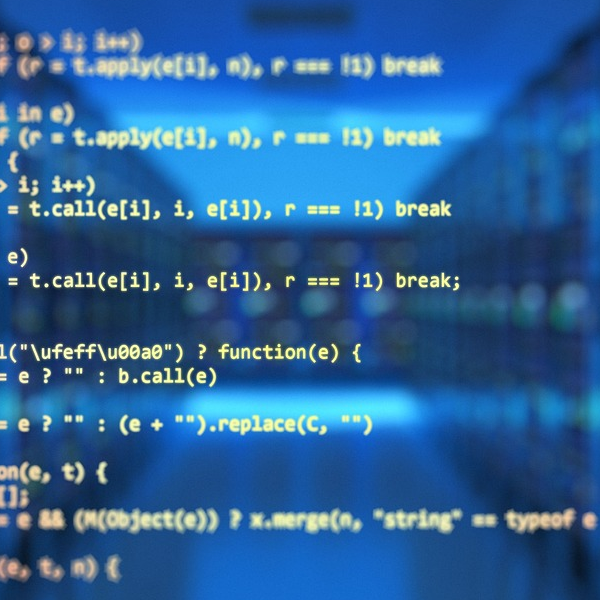 ; o > i; i++)
f (r = t.apply(e[i], n), r === !1) break
i in e)
f (r = t.apply(e[i], n), r === !1) break
{
> i; i++)
= t.call(e[i], i, e[i]), r === !1) break
e)
= t.call(e[i], i, e[i]), r === !1) break;
l("\ufeff\u00a0") ? function(e) {
= e ? "" : b.call(e)
= e ? "" : (e + "").replace(C, "")
on(e, t) {
[];
= e && (M(Object(e)) ? x.merge(n, "string" == typeof e
(e, t, n) {